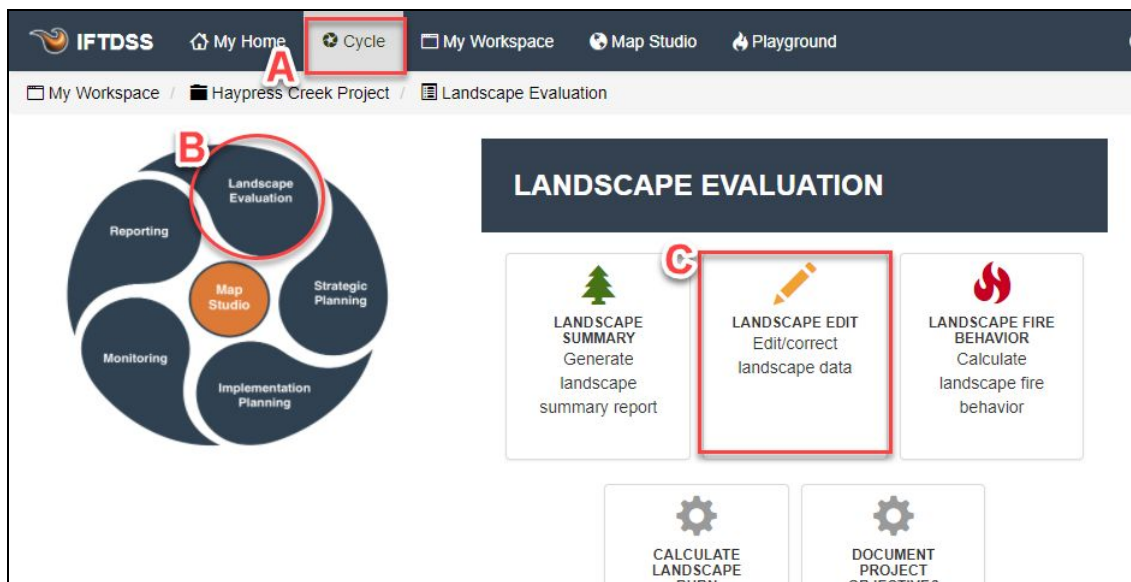 IFTDSS My Home Cycle My Workspace Map Studio Playground
A
My Workspace / Haypress Creek Project / Landscape Evaluation
B
Landscape
Evaluation
Reporting
Map
Studio
Strategic
Planning
Monitoring
Implementation
Planning
LANDSCAPE EVALUATION
C
LANDSCAPE
SUMMARY
Generate
landscape
summary report
LANDSCAPE EDIT
Edit/correct
landscape data
LANDSCAPE FIRE
BEHAVIOR
Calculate
landscape fire
behavior
CALCULATE
LANDSCAPE
BURN
DOCUMENT
PROJECT
OBJECTIVES